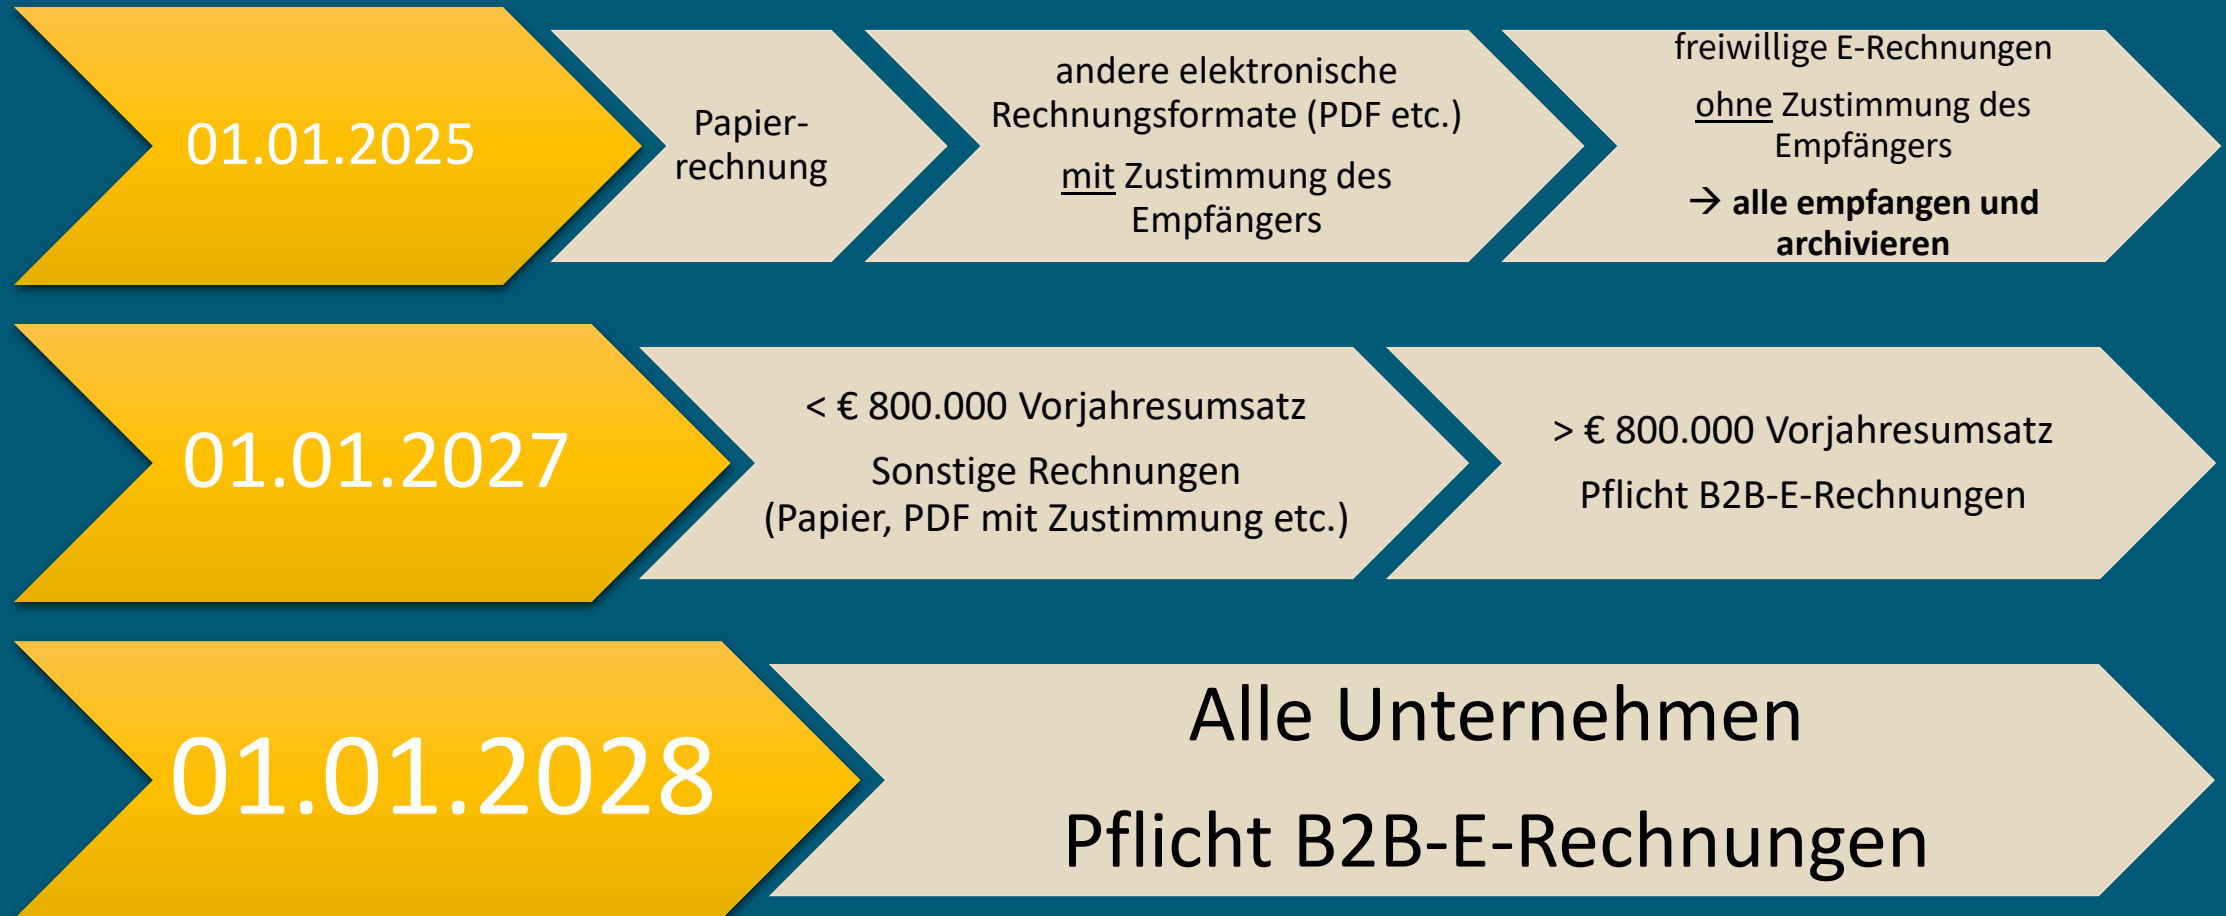 01.01.2025
Papier-
rechnung
andere elektronische
Rechnungsformate (PDF etc.)
mit Zustimmung des
Empfängers
freiwillige E-Rechnungen
ohne Zustimmung des
Empfängers
→ alle empfangen und
archivieren
01.01.2027
< € 800.000 Vorjahresumsatz
Sonstige Rechnungen
(Papier, PDF mit Zustimmung etc.)
> € 800.000 Vorjahresumsatz
Pflicht B2B-E-Rechnungen
01.01.2028
Alle Unternehmen
Pflicht B2B-E-Rechnungen